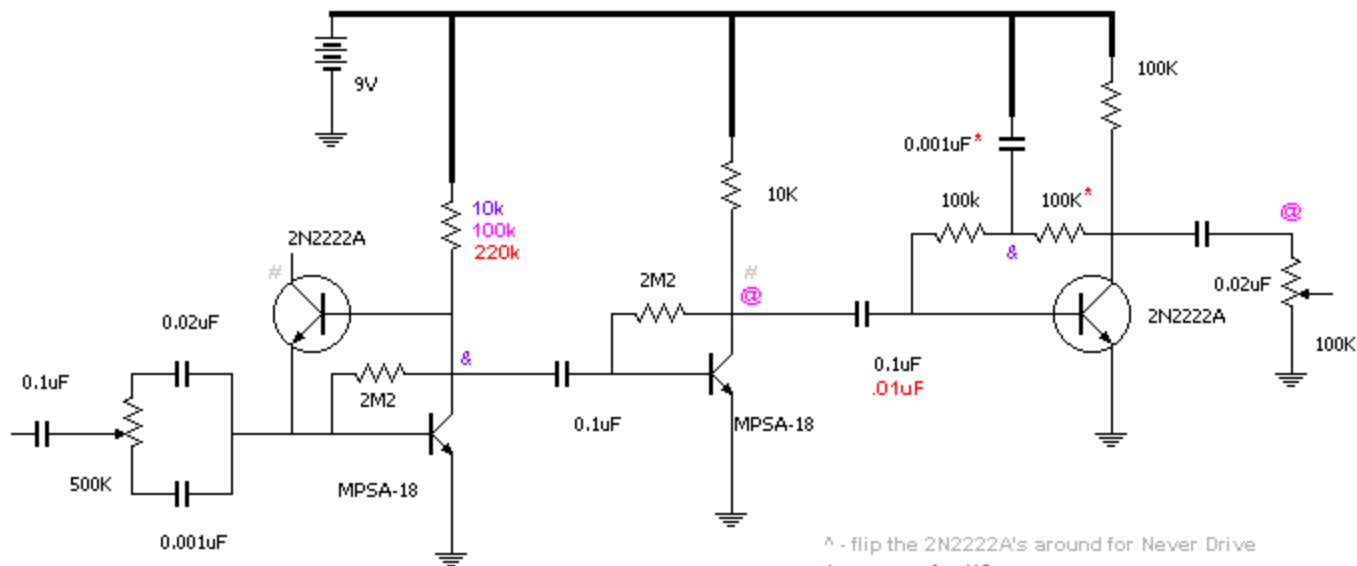 9V
100K
0.001uF*
10K
100k 100K*
10k
100k
220k
2N2222A
#
2M2
#
@
@
&
0.02uF
2N2222A
0.02uF
100K
&
0.1uF
2M2
0.1uF
.01uF
0.1uF
MPSA-18
500K
MPSA-18
0.001uF
^ - flip the 2N2222A's around for Never Drive